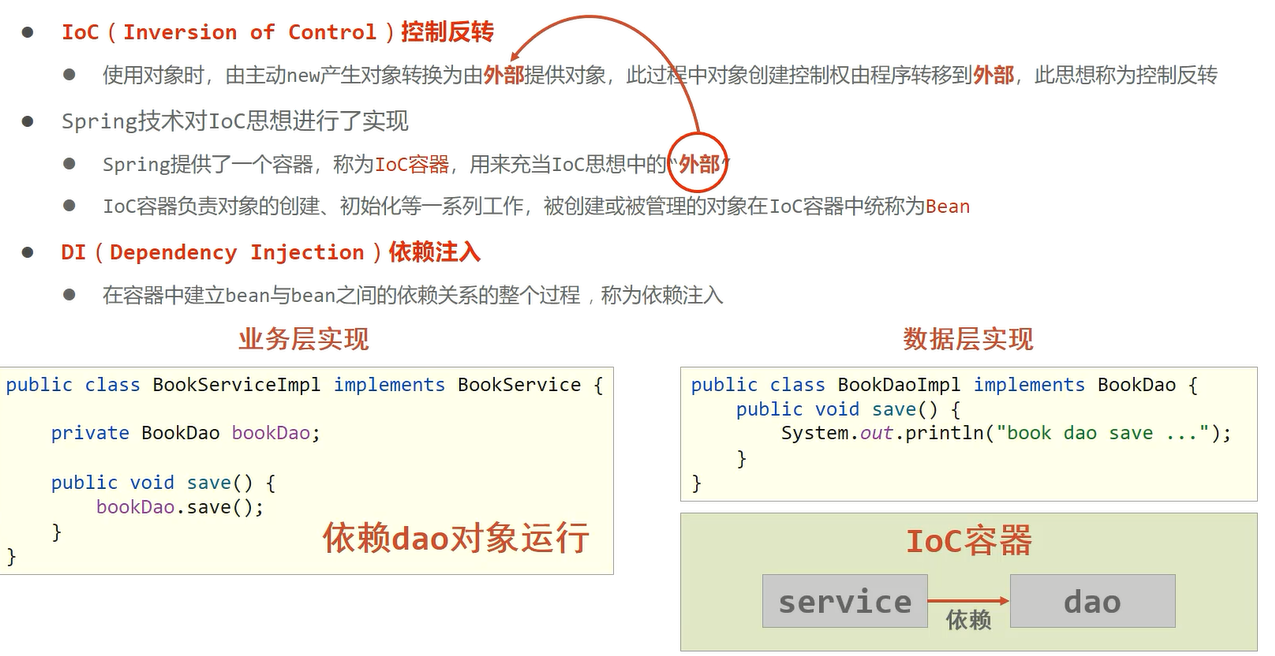 IoC（Inversion of Control）控制反转
使用对象时，由主动new产生对象转换为由外部提供对象，此过程中对象创建控制权由程序转移到外部，此思想称为控制反转
Spring技术对IoC思想进行了实现
Spring提供了一个容器，称为IoC容器，用来充当IoC思想中的“外部”
IoC容器负责对象的创建、初始化等一系列工作，被创建或被管理的对象在IoC容器中统称为Bean
DI（Dependency Injection）依赖注入
在容器中建立bean与bean之间的依赖关系的整个过程，称为依赖注入
业务层实现
public class BookServiceImpl implements BookService {
private BookDao bookDao;
public void save() {
bookDao.save();
}
}
依赖dao对象运行
数据层实现
public class BookDaoImpl implements BookDao {
public void save() {
System.out.println("book dao save ...");
}
}
IoC容器
service
依赖
dao